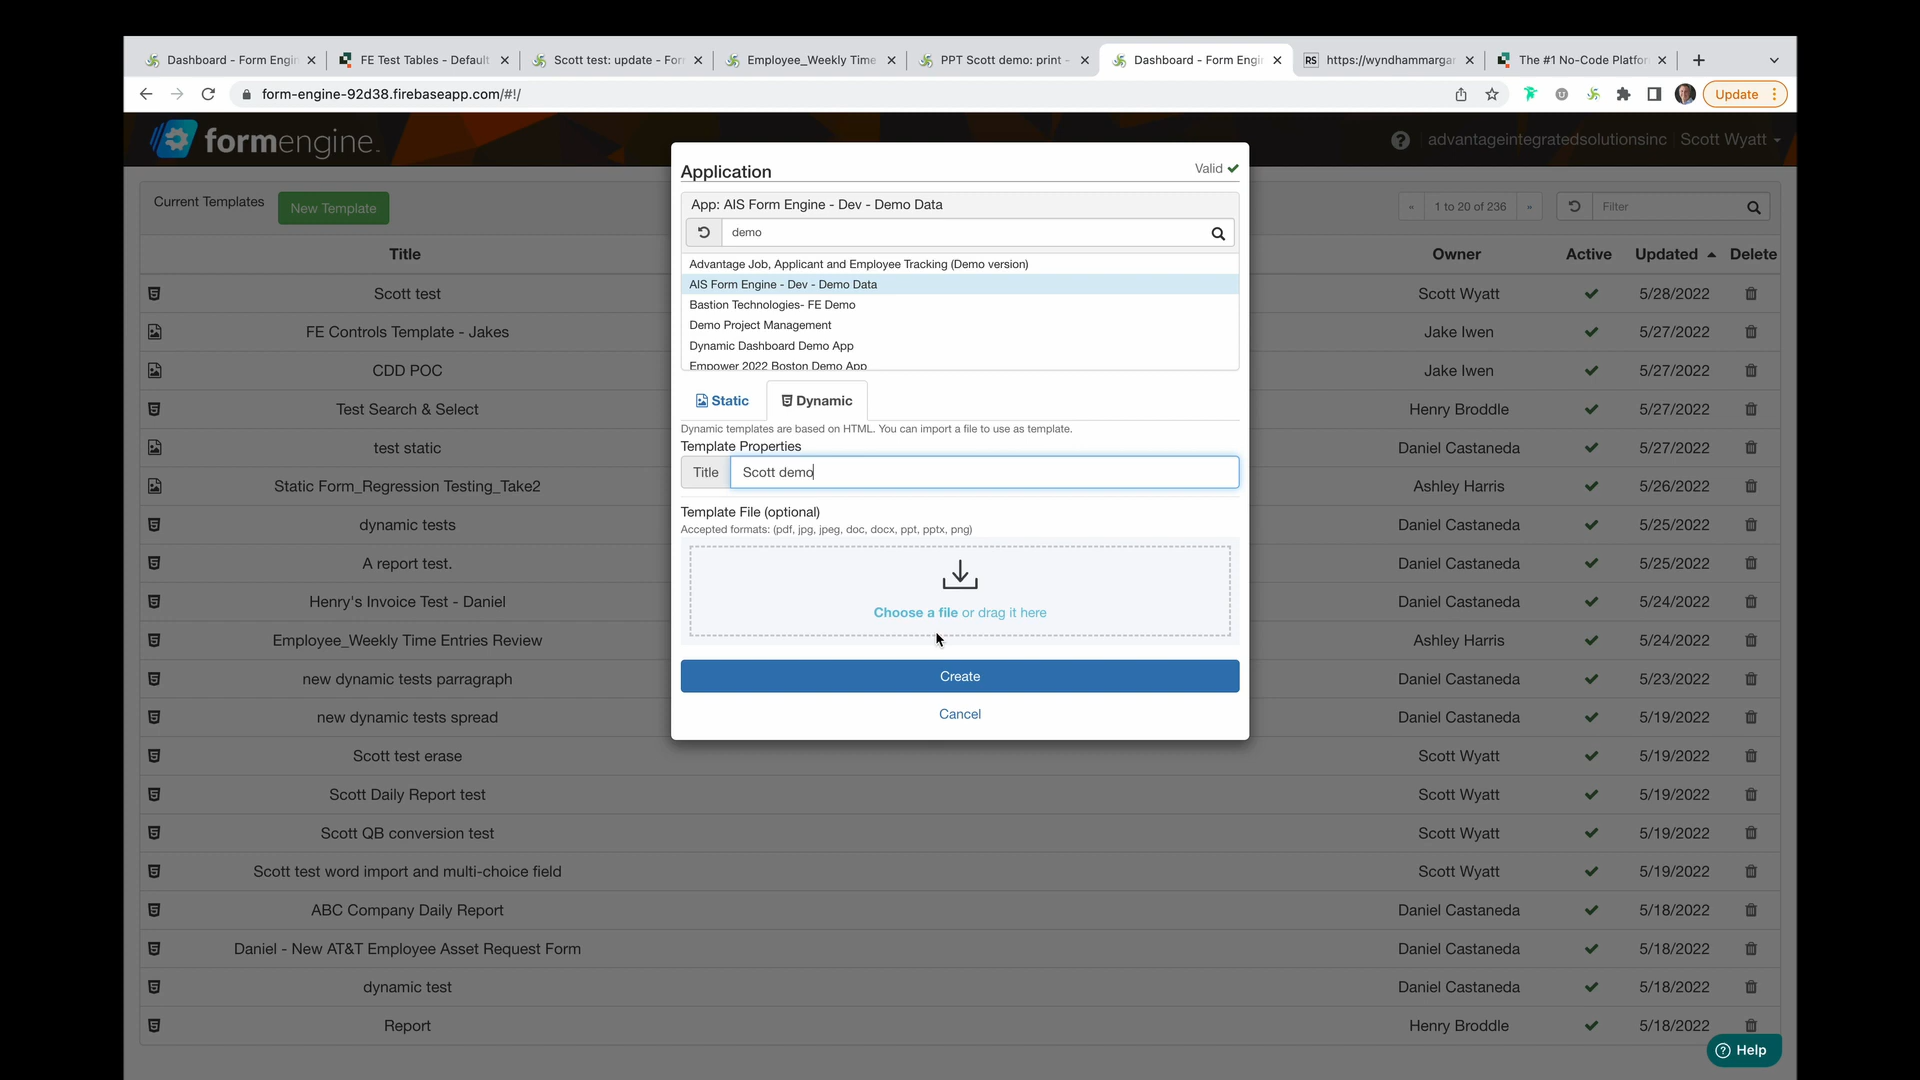 Dashboard - Form Engin
FE Test Tables - Default
Scott test: update - For
Employee_Weekly Time
PPT Scott demo: print -
Dashboard - Form Engi
RS
https://wyndhammargar
The #1 No-Code Platfor
form-engine-92d38.firebaseapp.com/#!/
Update
formengine.
advantageintegratedsolutionsinc
Scott Wyatt
Current Templates
New Template
« 1 to 20 of 236 »
Filter
Title
Owner
Active
Updated
Delete
Scott test
Scott Wyatt
5/28/2022
FE Controls Template - Jakes
Jake Iwen
5/27/2022
CDD POC
Jake Iwen
5/27/2022
Test Search & Select
Henry Broddle
5/27/2022
test static
Daniel Castaneda
5/27/2022
Static Form_Regression Testing_Take2
Ashley Harris
5/26/2022
dynamic tests
Daniel Castaneda
5/25/2022
A report test.
Daniel Castaneda
5/25/2022
Henry's Invoice Test - Daniel
Daniel Castaneda
5/24/2022
Employee_Weekly Time Entries Review
Ashley Harris
5/24/2022
new dynamic tests parragraph
Daniel Castaneda
5/23/2022
new dynamic tests spread
Daniel Castaneda
5/19/2022
Scott test erase
Scott Wyatt
5/19/2022
Scott Daily Report test
Scott Wyatt
5/19/2022
Scott QB conversion test
Scott Wyatt
5/19/2022
Scott test word import and multi-choice field
Scott Wyatt
5/19/2022
ABC Company Daily Report
Daniel Castaneda
5/18/2022
Daniel - New AT&T Employee Asset Request Form
Daniel Castaneda
5/18/2022
dynamic test
Daniel Castaneda
5/18/2022
Report
Henry Broddle
5/18/2022
Application
Valid
App: AIS Form Engine - Dev - Demo Data
demo
Advantage Job, Applicant and Employee Tracking (Demo version)
AIS Form Engine - Dev - Demo Data
Bastion Technologies- FE Demo
Demo Project Management
Dynamic Dashboard Demo App
Empower 2022 Boston Demo App
Static
Dynamic
Dynamic templates are based on HTML. You can import a file to use as template.
Template Properties
Title
Scott demo
Template File (optional)
Accepted formats: (pdf, jpg, jpeg, doc, docx, ppt, pptx, png)
Choose a file or drag it here
Create
Cancel
Help